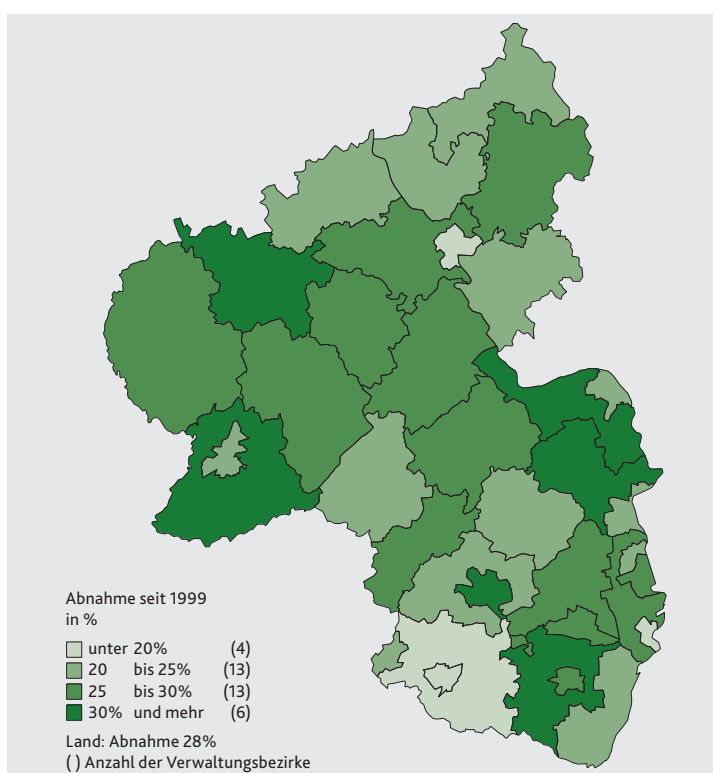 Abnahme seit 1999
in %
unter 20% (4)
20 bis 25% (13)
25 bis 30% (13)
30% und mehr (6)
Land: Abnahme 28%
( ) Anzahl der Verwaltungsbezirke